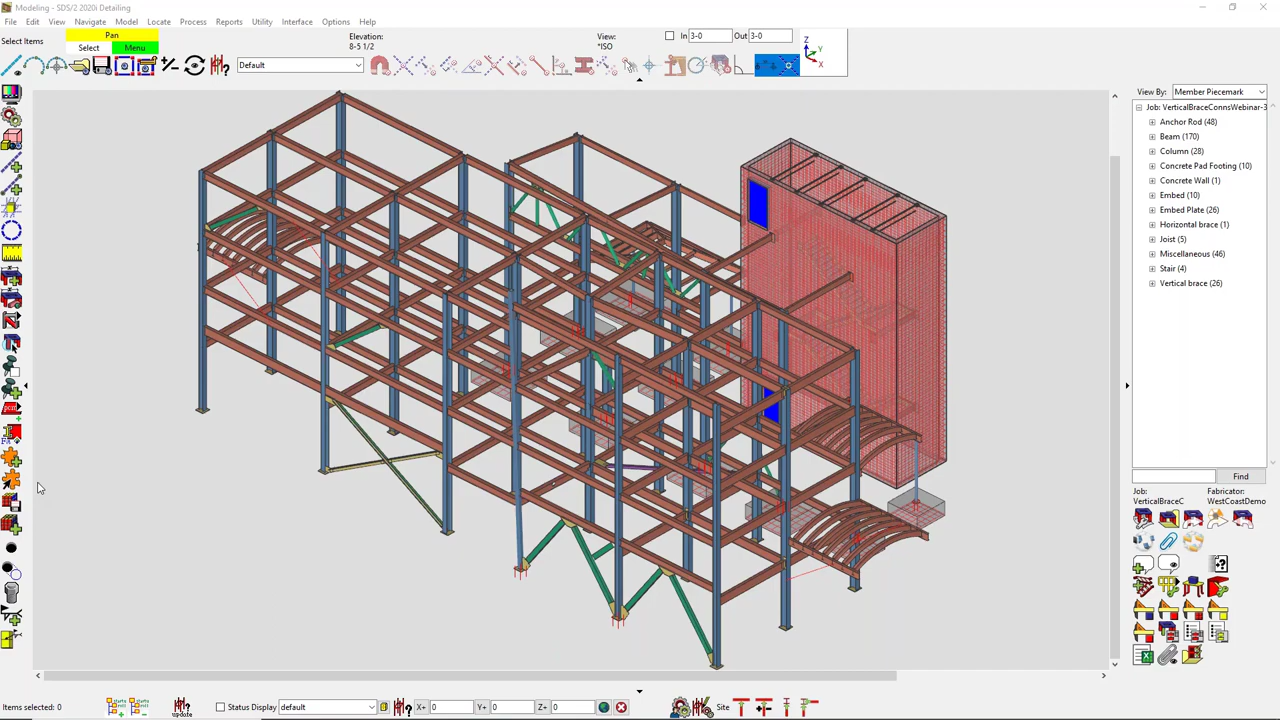 Modeling - SDS/2 2020i Detailing
File Edit View Navigate Model Locate Process Reports Utility Interface Options Help
Select Items
Pan
Select Menu
Elevation:
8-5 1/2
View:
*ISO
In 3-0 Out 3-0
Z
Y
X
Default
View By: Member Piecemark
Job: VerticalBraceConnsWebinar-3
Anchor Rod (48)
Beam (170)
Column (28)
Concrete Pad Footing (10)
Concrete Wall (1)
Embed (10)
Embed Plate (26)
Horizontal brace (1)
Joist (5)
Miscellaneous (46)
Stair (4)
Vertical brace (26)
Find
Job: Fabricator:
VerticalBraceC WestCoastDemo
Items selected: 0
update
Status Display default
X+ 0 Y+ 0 Z+ 0
Site